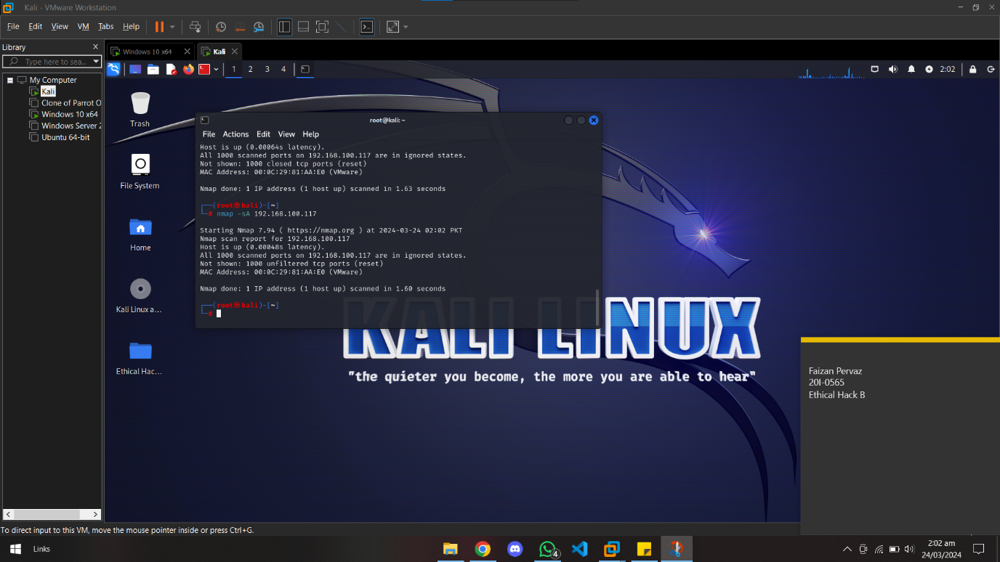 Kali - VMware Workstation
File Edit View VM Tabs Help
Library
Type here to sea...
My Computer
Kali
Clone of Parrot O
Windows 10 x64
Windows Server 2
Ubuntu 64-bit
Windows 10 x64
Kali
1 2 3 4
2:02
Trash
File System
Home
Kali Linux a...
Ethical Hac...
root@kali: ~
File Actions Edit View Help
Host is up (0.00064s latency).
All 1000 scanned ports on 192.168.100.117 are in ignored states.
Not shown: 1000 closed tcp ports (reset)
MAC Address: 00:0C:29:81:AA:E0 (VMware)
Nmap done: 1 IP address (1 host up) scanned in 1.63 seconds
(root㉿kali)-[~]
# nmap -sA 192.168.100.117
Starting Nmap 7.94 ( https://nmap.org ) at 2024-03-24 02:02 PKT
Nmap scan report for 192.168.100.117
Host is up (0.00048s latency).
All 1000 scanned ports on 192.168.100.117 are in ignored states.
Not shown: 1000 unfiltered tcp ports (reset)
MAC Address: 00:0C:29:81:AA:E0 (VMware)
Nmap done: 1 IP address (1 host up) scanned in 1.60 seconds
(root㉿kali)-[~]
#
KALI LINUX
"the quieter you become, the more you are able to hear"
Faizan Pervaz
20I-0565
Ethical Hack B
To direct input to this VM, move the mouse pointer inside or press Ctrl+G.
Links
4
2:02 am
24/03/2024